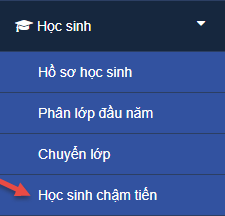 Học sinh
Hồ sơ học sinh
Phân lớp đầu năm
Chuyển lớp
Học sinh chậm tiến